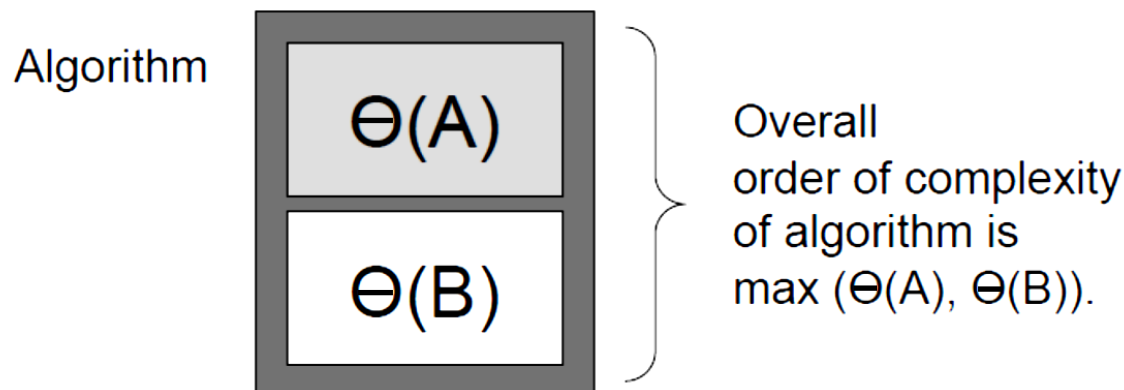 Algorithm
Ө(A)
Ө(B)
Overall
order of complexity
of algorithm is
max (Ө(A), Ө(B)).